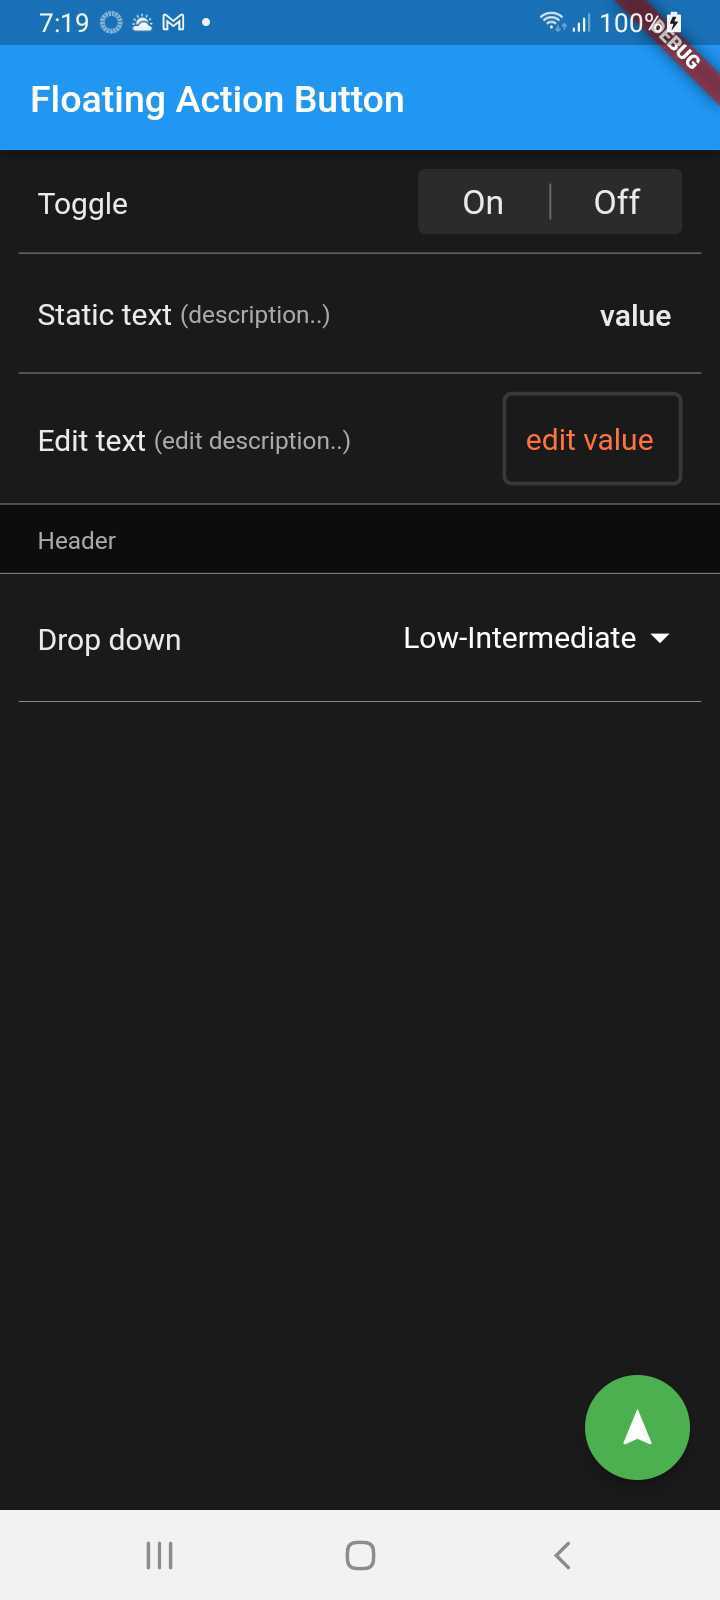 7:19 100%
DEBUG
Floating Action Button
Toggle On Off
Static text (description..) value
Edit text (edit description..) edit value
Header
Drop down Low-Intermediate